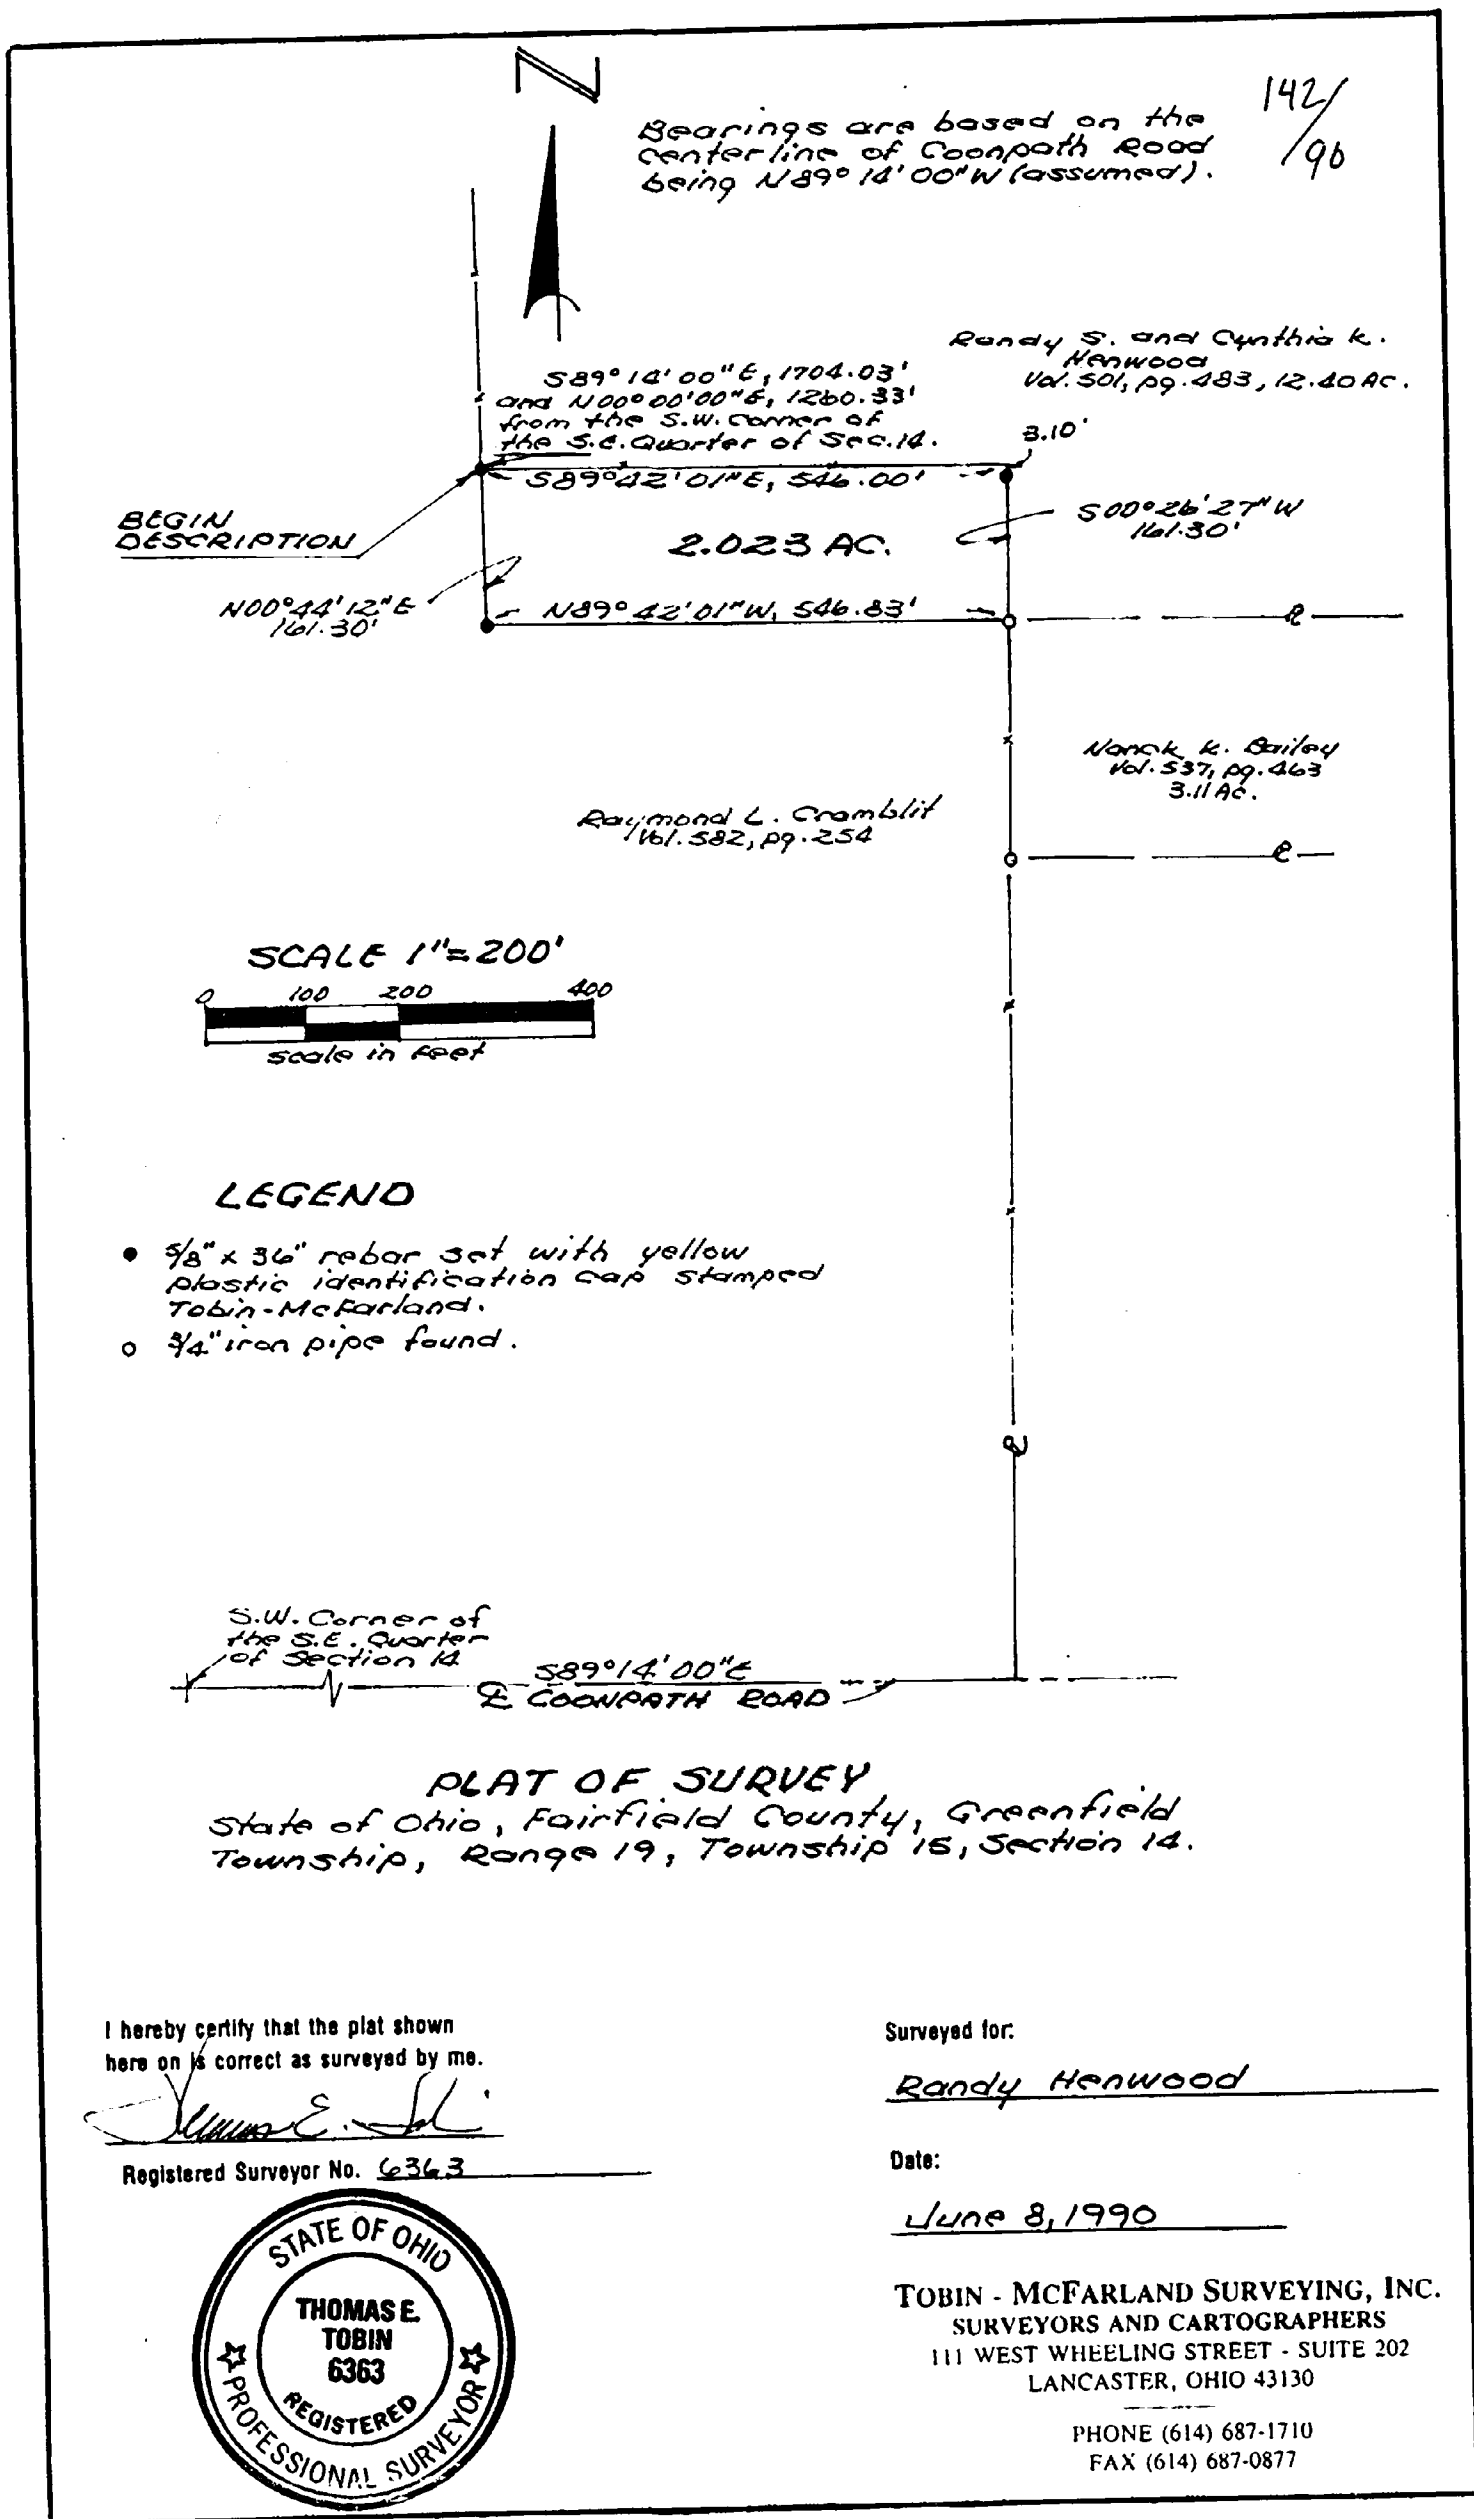 N
142/
/90
Bearings are based on the
centerline of Coonpath Road
being N89°14'00"W (assumed).
Randy S. and Cynthia K.
Henwood
Vol. 501, pg. 483, 12.40 Ac.
S89°14'00"E, 1704.03'
and N00°00'00"E, 1260.33'
from the S.W. Corner of
the S.E. Quarter of Sec. 14.
3.10'
S89°42'01"E, 546.00'
BEGIN
DESCRIPTION
2.023 AC.
S00°26'27"W
161.30'
N00°44'12"E
161.30'
N89°42'01"W, 546.83'
Bailey
Vol. 537, pg. 463
3.11 Ac.
Raymond L. Cramblit
Vol. 582, pg. 254
SCALE 1"=200'
0 100 200 400
scale in feet
LEGEND
5/8" x 36" rebar set with yellow
plastic identification cap stamped
Tobin-McFarland.
3/4" iron pipe found.
S.W. Corner of
the S.E. Quarter
of Section 14
S89°14'00"E
℄ COONPATH ROAD
PLAT OF SURVEY
State of Ohio, Fairfield County, Greenfield
Township, Range 19, Township 15, Section 14.
I hereby certify that the plat shown
here on is correct as surveyed by me.
Registered Surveyor No. 6363
STATE OF OHIO
THOMAS E.
TOBIN
6363
REGISTERED
PROFESSIONAL SURVEYOR
Surveyed for:
Randy Henwood
Date:
June 8, 1990
TOBIN - MCFARLAND SURVEYING, INC.
SURVEYORS AND CARTOGRAPHERS
111 WEST WHEELING STREET - SUITE 202
LANCASTER, OHIO 43130
PHONE (614) 687-1710
FAX (614) 687-0877